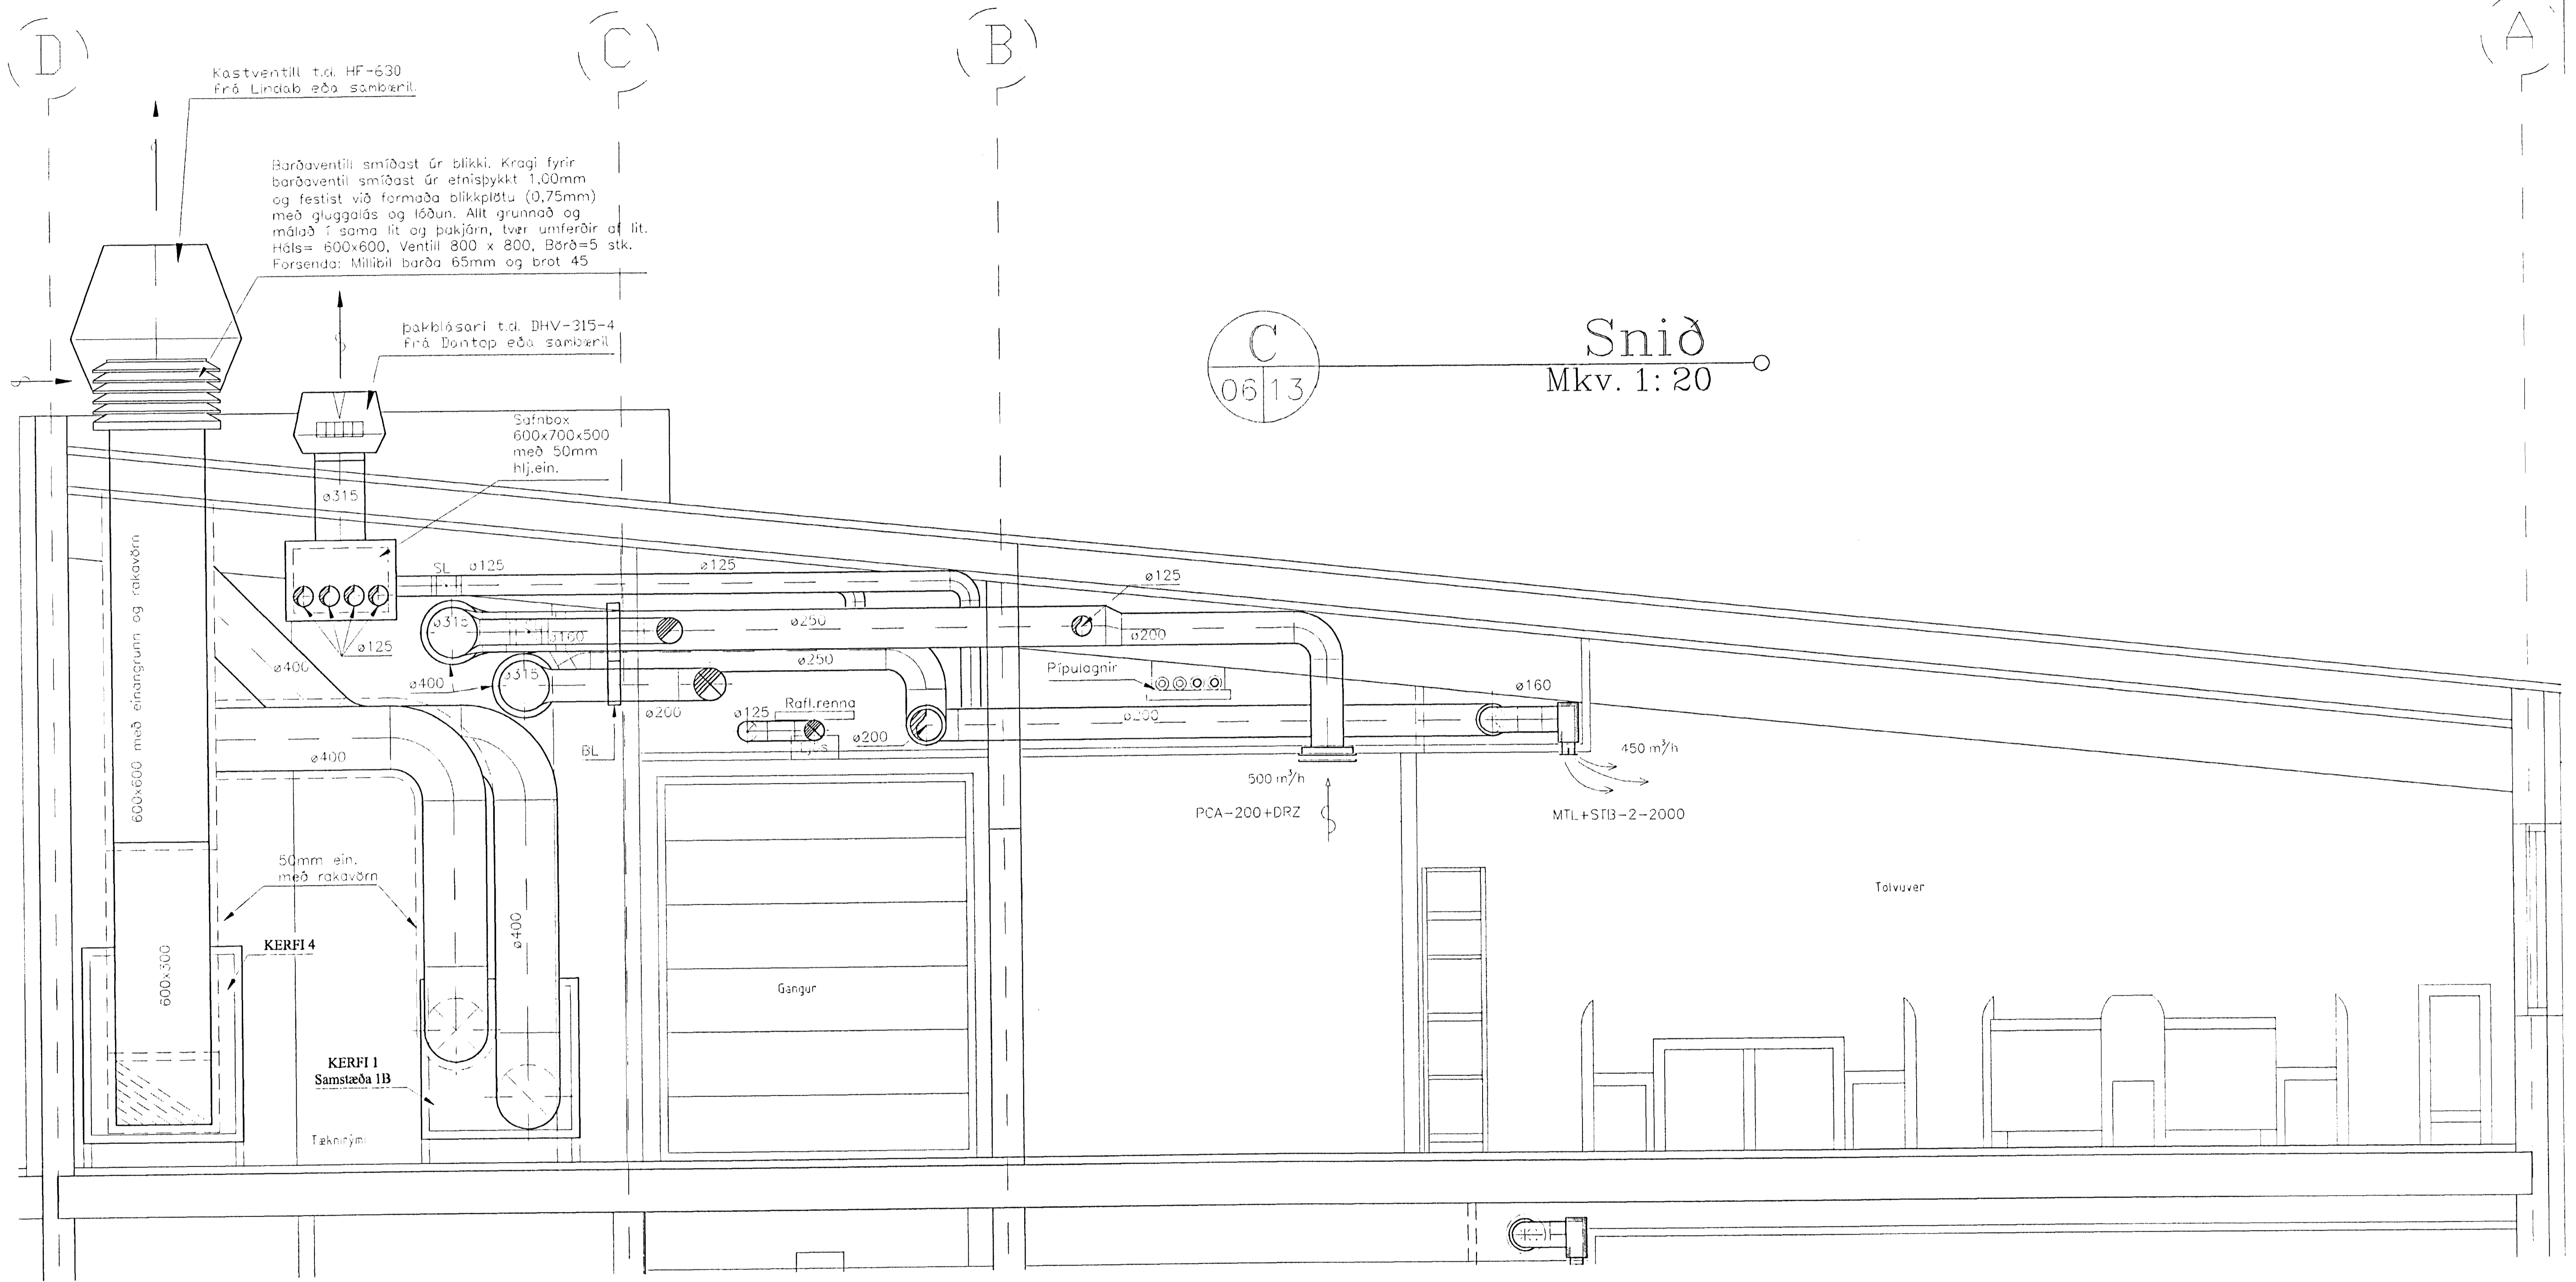 D
C
B
A
Kastventill t.d. HF-630
frá Lindab eða sambæril.
Barðaventill smíðast úr blikki. Kragi fyrir
barðaventil smíðast úr efnisþykkt 1,00mm
og festist við formaða blikkplötu (0,75mm)
með gluggalás og lóðun. Allt grunnað og
málað í sama lit og þakjárn, tvær umferðir af lit.
Háls= 600x600, Ventill 800 x 800, Börð=5 stk.
Forsenda: Millibil barða 65mm og brot 45
þakblásari t.d. DHV-315-4
frá Dantop eða sambæril
C
06 13
Snið
Mkv. 1:20
Safnbox
600x700x500
með 50mm
hlj.ein.
ø315
600x600 með einangrunn og rakavörn
SL
ø125
ø125
ø125
ø315
ø160
ø250
ø200
ø125
ø400
ø400
ø315
ø250
Pípulagnir
ø160
ø200
ø125
Rafl.renna
Ljós
ø200
ø200
BL
ø400
450 m³/h
500 m³/h
PCA-200+DRZ
MTL+STB-2-2000
50mm ein.
með rakavörn
Tolvuver
ø400
KERFI 4
600x300
Gangur
KERFI 1
Samstæða 1B
Tæknirými